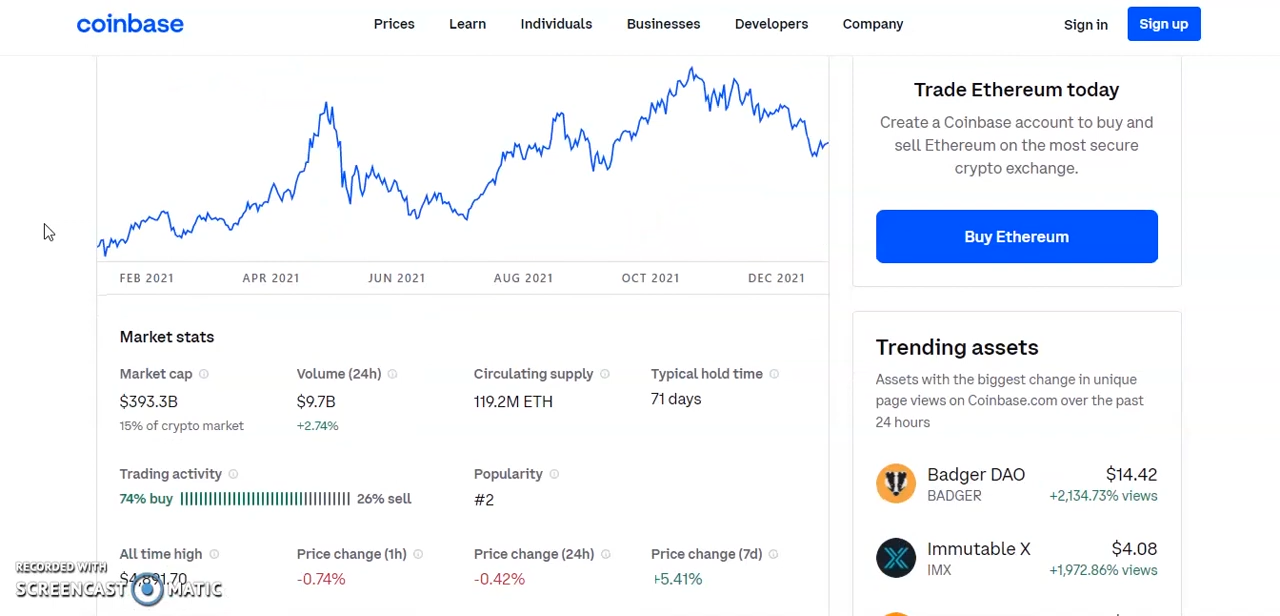 coinbase
Prices
Learn
Individuals
Businesses
Developers
Company
Sign in
Sign up
FEB 2021
APR 2021
JUN 2021
AUG 2021
OCT 2021
DEC 2021
Trade Ethereum today
Create a Coinbase account to buy and
sell Ethereum on the most secure
crypto exchange.
Buy Ethereum
Market stats
Market cap
$393.3B
15% of crypto market
Volume (24h)
$9.7B
+2.74%
Circulating supply
119.2M ETH
Typical hold time
71 days
Trading activity
74% buy
26% sell
Popularity
#2
All time high
$4,891.70
Price change (1h)
-0.74%
Price change (24h)
-0.42%
Price change (7d)
+5.41%
Trending assets
Assets with the biggest change in unique
page views on Coinbase.com over the past
24 hours
Badger DAO
$14.42
BADGER
+2,134.73% views
Immutable X
$4.08
IMX
+1,972.86% views
RECORDED WITH
SCREENCAST MATIC